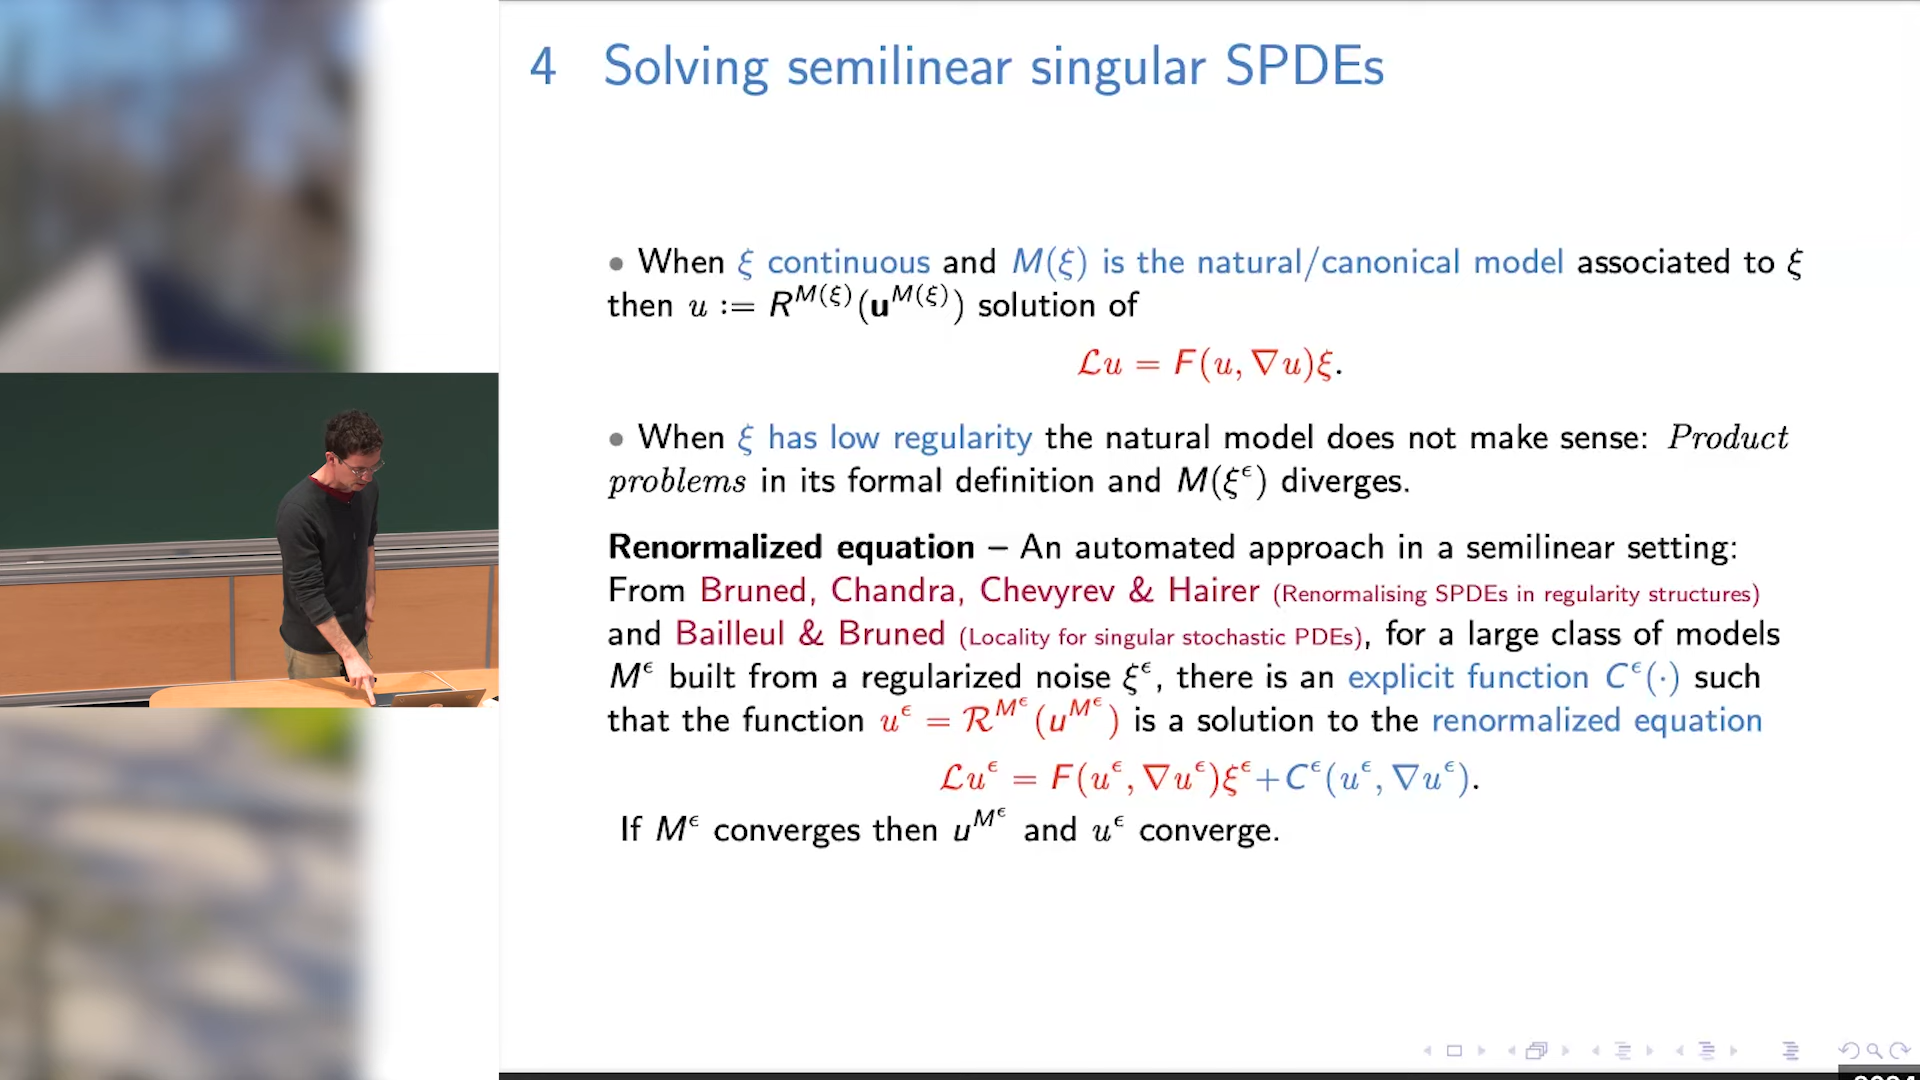 4 Solving semilinear singular SPDEs
• When ξ continuous and M(ξ) is the natural/canonical model associated to ξ
then u := R^{M(ξ)}(𝐮^{M(ξ)}) solution of
ℒu = F(u, ∇u)ξ.
• When ξ has low regularity the natural model does not make sense: Product
problems in its formal definition and M(ξ^ϵ) diverges.
Renormalized equation – An automated approach in a semilinear setting:
From Bruned, Chandra, Chevyrev & Hairer (Renormalising SPDEs in regularity structures)
and Bailleul & Bruned (Locality for singular stochastic PDEs), for a large class of models
M^ϵ built from a regularized noise ξ^ϵ, there is an explicit function C^ϵ(·) such
that the function u^ϵ = ℛ^{M^ϵ}(u^{M^ϵ}) is a solution to the renormalized equation
ℒu^ϵ = F(u^ϵ, ∇u^ϵ)ξ^ϵ+C^ϵ(u^ϵ, ∇u^ϵ).
If M^ϵ converges then u^{M^ϵ} and u^ϵ converge.